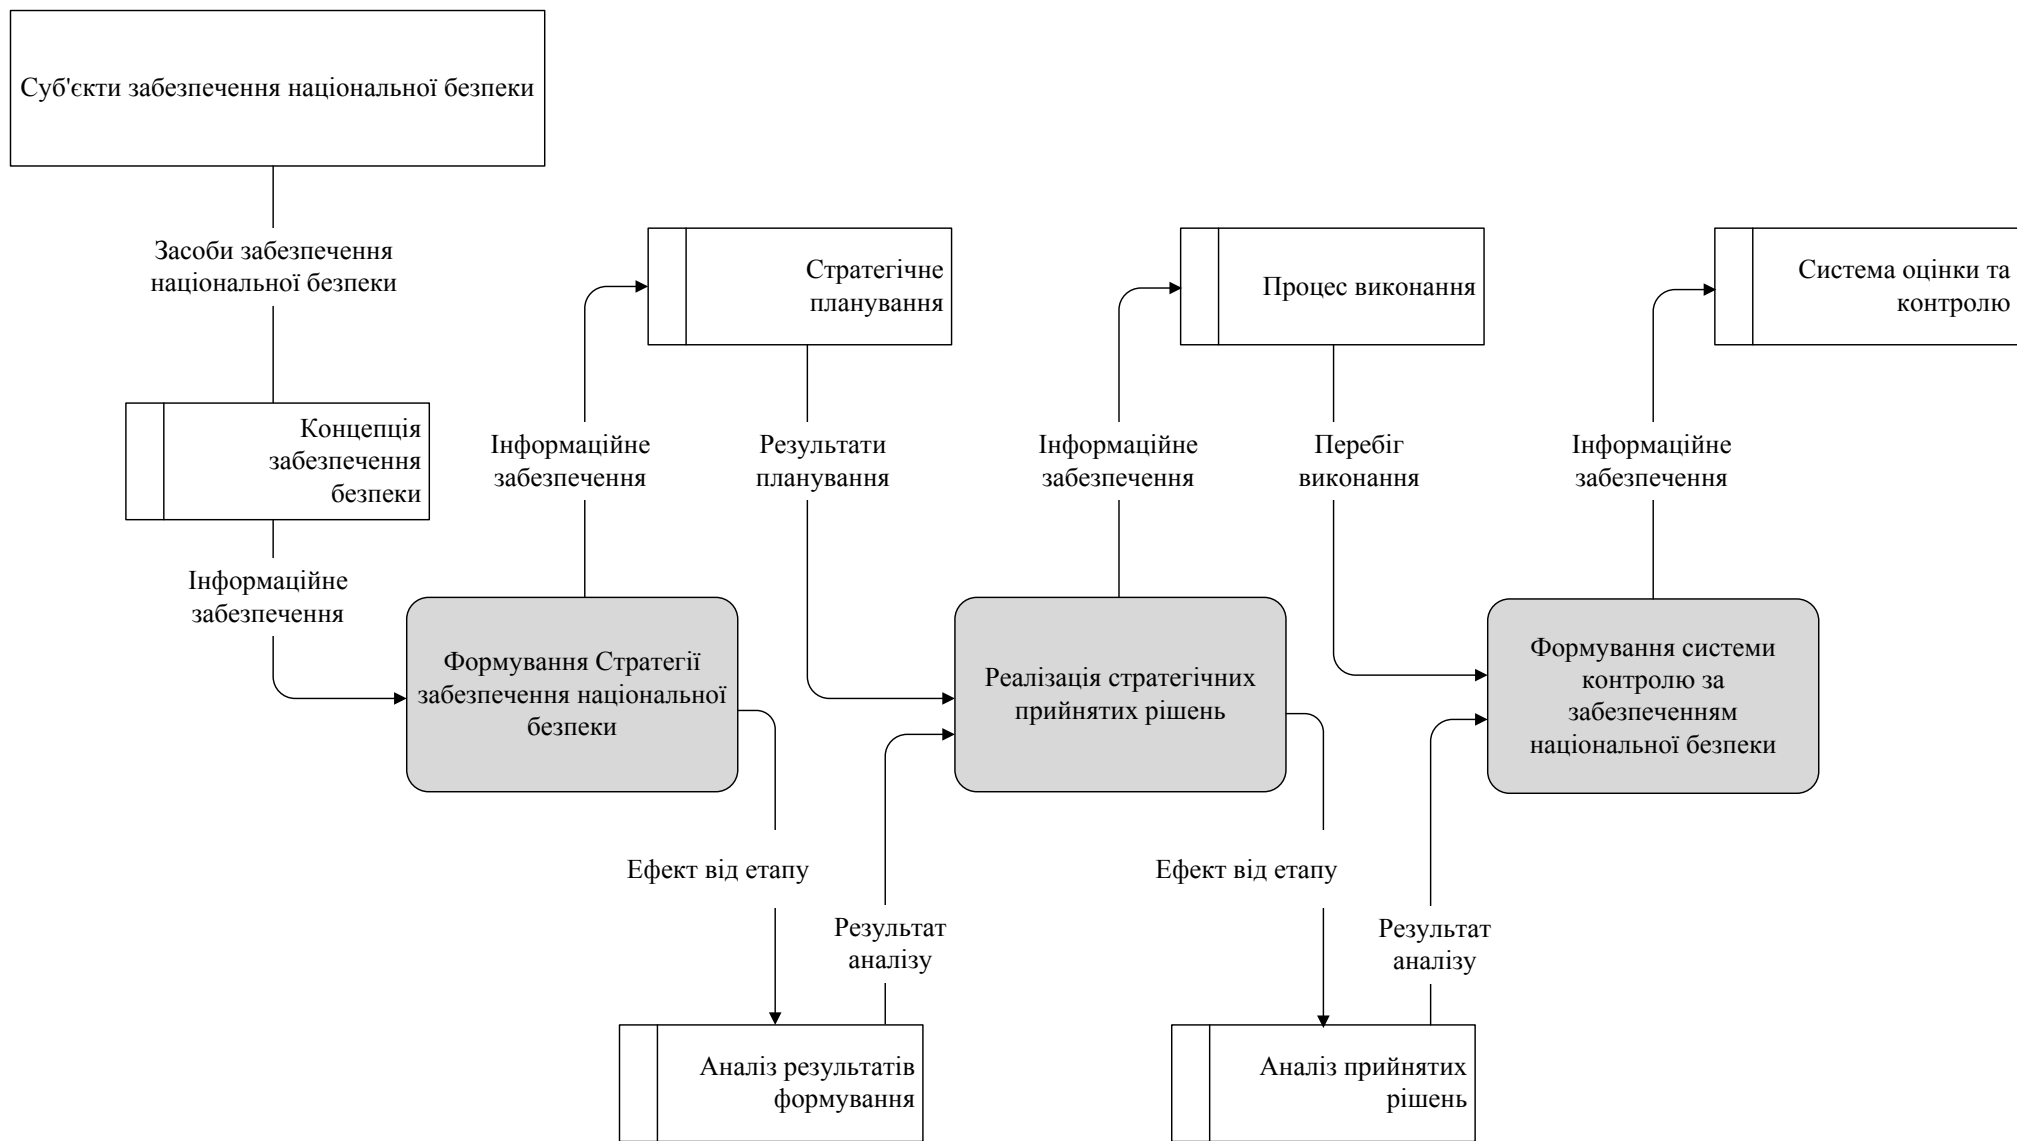 Суб'єкти забезпечення національної безпеки
Засоби забезпечення
національної безпеки
Стратегічне
планування
Процес виконання
Система оцінки та
контролю
Концепція
забезпечення
безпеки
Інформаційне
забезпечення
Результати
планування
Інформаційне
забезпечення
Перебіг
виконання
Інформаційне
забезпечення
Інформаційне
забезпечення
Формування Стратегії
забезпечення національної
безпеки
Реалізація стратегічних
прийнятих рішень
Формування системи
контролю за
забезпеченням
національної безпеки
Ефект від етапу
Результат
аналізу
Ефект від етапу
Результат
аналізу
Аналіз результатів
формування
Аналіз прийнятих
рішень